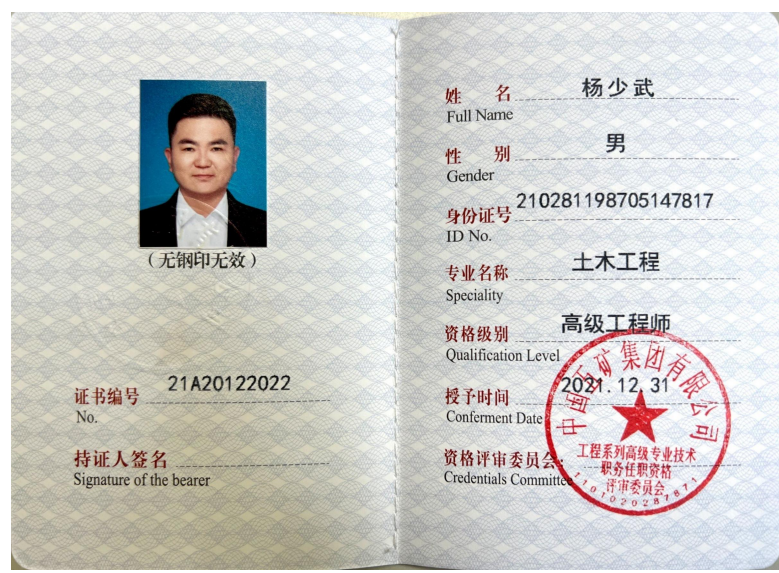 (无钢印无效)
证书编号 21A20122022
No.
持证人签名
Signature of the bearer
姓 名 杨少武
Full Name
性 别 男
Gender
身份证号 210281198705147817
ID No.
专业名称 土木工程
Speciality
资格级别 高级工程师
Qualification Level
授予时间 2021.12.31
Conferment Date
资格评审委员会:
Credentials Committee
中国五矿集团有限公司
工程系列高级专业技术
职务任职资格
评审委员会
1101020287871